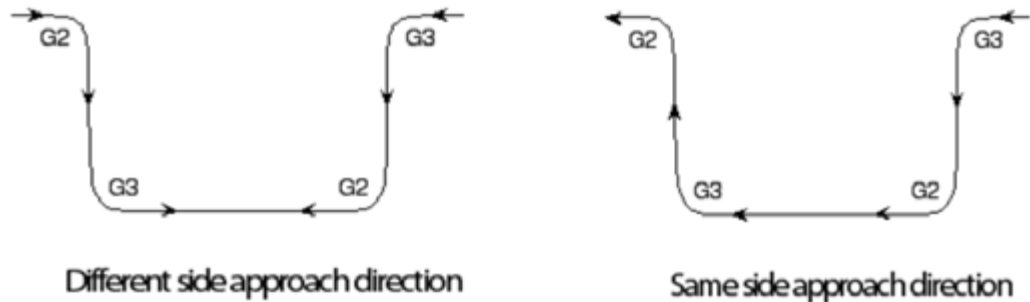 G2
G3
G2
G3
G3
G2
G3
G2
Different side approach direction
Same side approach direction